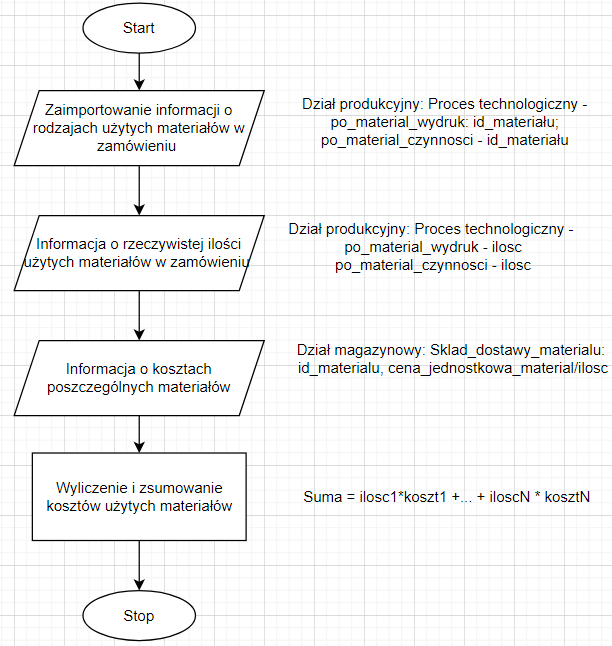 Start
Zaimportowanie informacji o
rodzajach użytych materiałów w
zamówieniu
Dział produkcyjny: Proces technologiczny -
po_material_wydruk: id_materiału;
po_material_czynnosci - id_materiału
Informacja o rzeczywistej ilości
użytych materiałów w zamówieniu
Dział produkcyjny: Proces technologiczny -
po_material_wydruk - ilosc
po_material_czynnosci - ilosc
Informacja o kosztach
poszczególnych materiałów
Dział magazynowy: Sklad_dostawy_materialu:
id_materialu, cena_jednostkowa_material/ilosc
Wyliczenie i zsumowanie
kosztów użytych materiałów
Suma = ilosc1*koszt1 +... + iloscN * kosztN
Stop